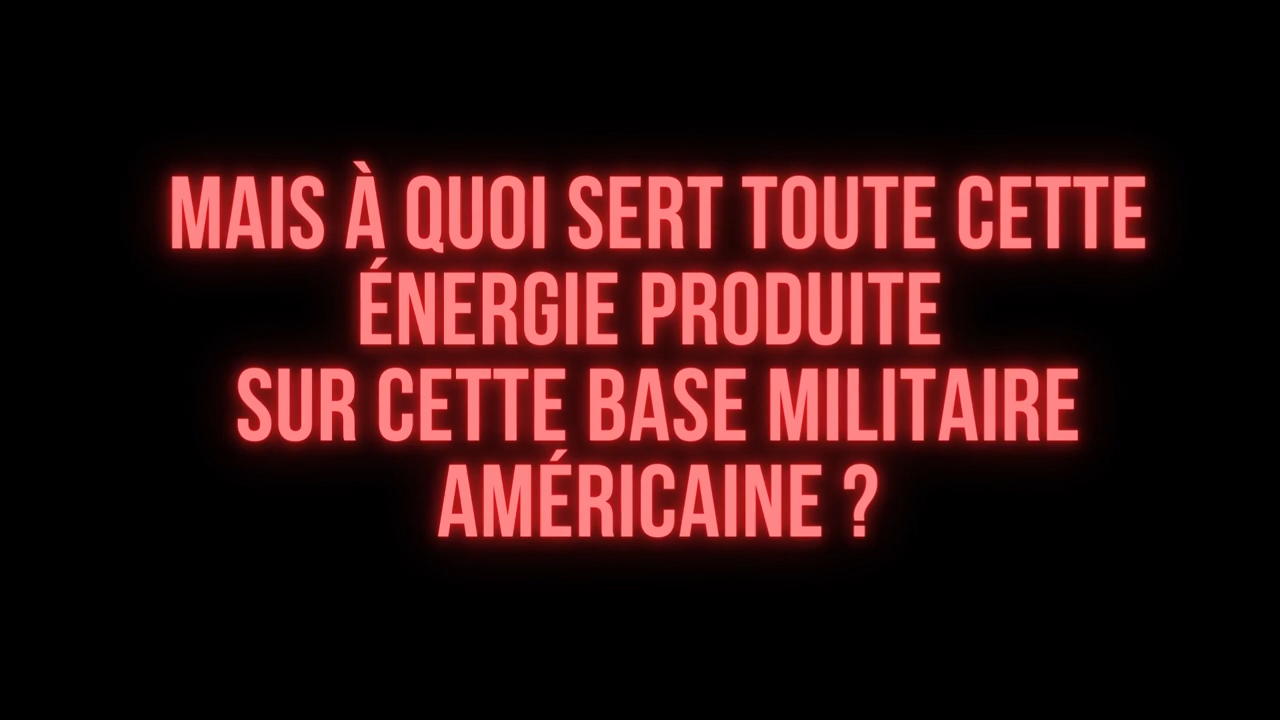 MAIS À QUOI SERT TOUTE CETTE
ÉNERGIE PRODUITE
SUR CETTE BASE MILITAIRE
AMÉRICAINE ?